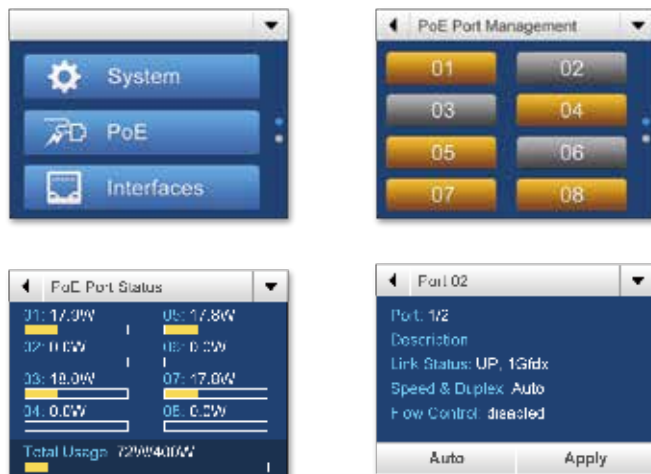 System
PoE
Interfaces
PoE Port Management
01 02
03 04
05 06
07 08
PoE Port Status
01: 17.9W 05: 17.8W
02: 0.0W 06: 0.0W
03: 18.0W 07: 17.8W
04: 0.0W 08: 0.0W
Total Usage: 72W/400W
Port 02
Port: 1/2
Description
Link Status: UP, 1Gfdx
Speed & Duplex: Auto
Flow Control: disabled
Auto Apply